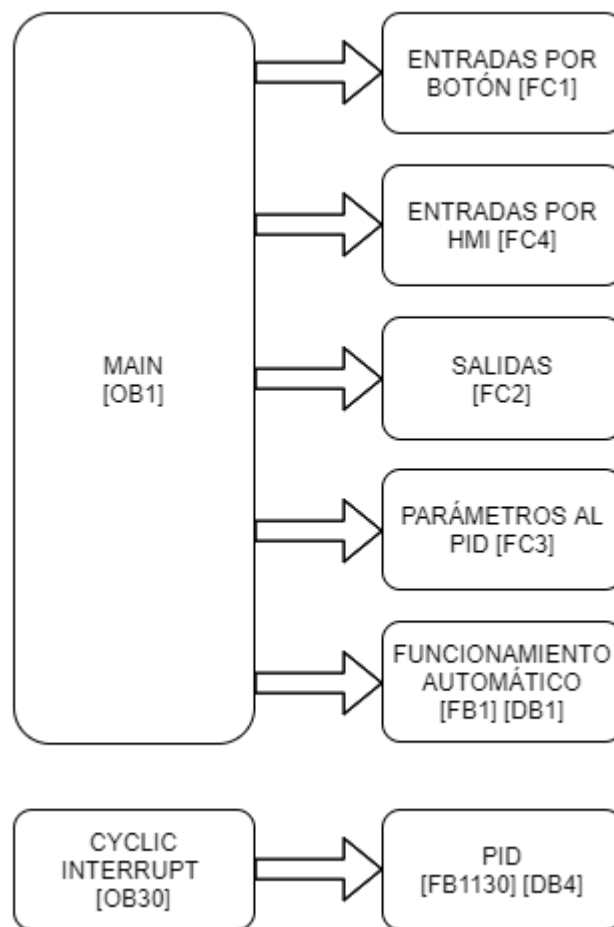 MAIN
[OB1]
ENTRADAS POR
BOTÓN [FC1]
ENTRADAS POR
HMI [FC4]
SALIDAS
[FC2]
PARÁMETROS AL
PID [FC3]
FUNCIONAMIENTO
AUTOMÁTICO
[FB1] [DB1]
CYCLIC
INTERRUPT
[OB30]
PID
[FB1130] [DB4]